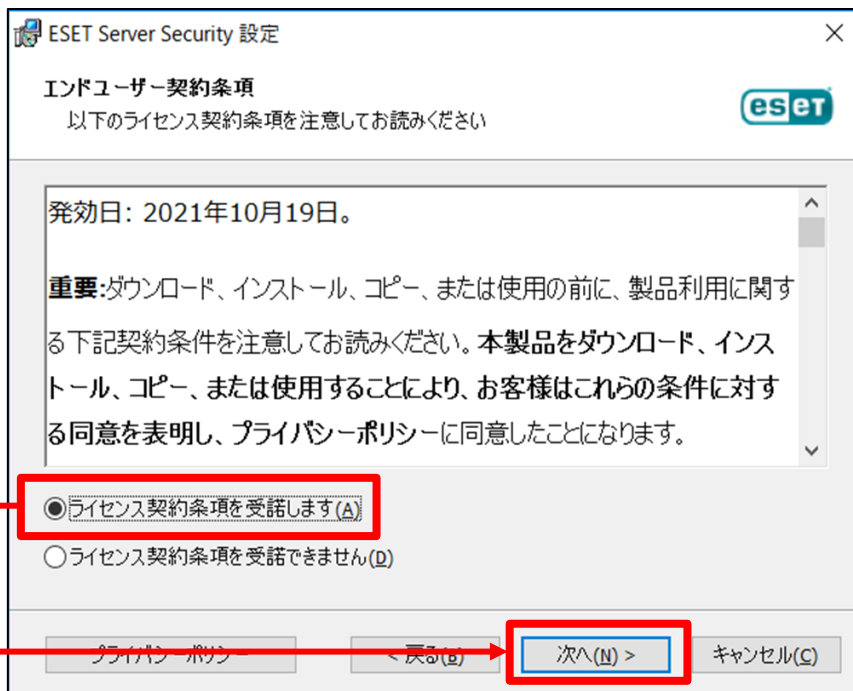 ESET Server Security 設定
エンドユーザー契約条項
以下のライセンス契約条項を注意してお読みください
eseT
発効日: 2021年10月19日。
重要:ダウンロード、インストール、コピー、または使用の前に、製品利用に関す
る下記契約条件を注意してお読みください。本製品をダウンロード、インス
トール、コピー、または使用することにより、お客様はこれらの条件に対す
る同意を表明し、プライバシーポリシーに同意したことになります。
ライセンス契約条項を受諾します(A)
ライセンス契約条項を受諾できません(D)
プライバシーポリシー
< 戻る(B)
次へ(N) >
キャンセル(C)